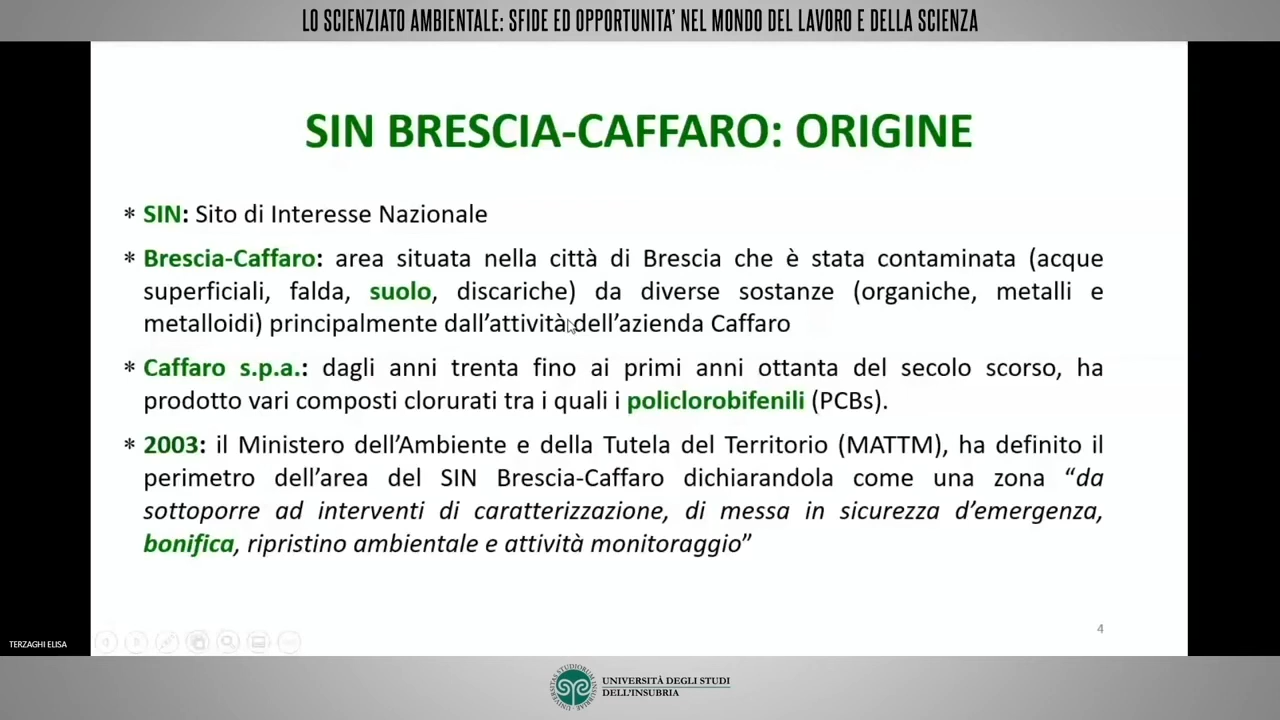 LO SCIENZIATO AMBIENTALE: SFIDE ED OPPORTUNITA' NEL MONDO DEL LAVORO E DELLA SCIENZA
SIN BRESCIA-CAFFARO: ORIGINE
* SIN: Sito di Interesse Nazionale
* Brescia-Caffaro: area situata nella città di Brescia che è stata contaminata (acque
superficiali, falda, suolo, discariche) da diverse sostanze (organiche, metalli e
metalloidi) principalmente dall'attività dell'azienda Caffaro
* Caffaro s.p.a.: dagli anni trenta fino ai primi anni ottanta del secolo scorso, ha
prodotto vari composti clorurati tra i quali i policlorobifenili (PCBs).
* 2003: il Ministero dell'Ambiente e della Tutela del Territorio (MATTM), ha definito il
perimetro dell'area del SIN Brescia-Caffaro dichiarandola come una zona "da
sottoporre ad interventi di caratterizzazione, di messa in sicurezza d'emergenza,
bonifica, ripristino ambientale e attività monitoraggio"
4
TERZAGHI ELISA
UNIVERSITÀ DEGLI STUDI
DELL'INSUBRIA